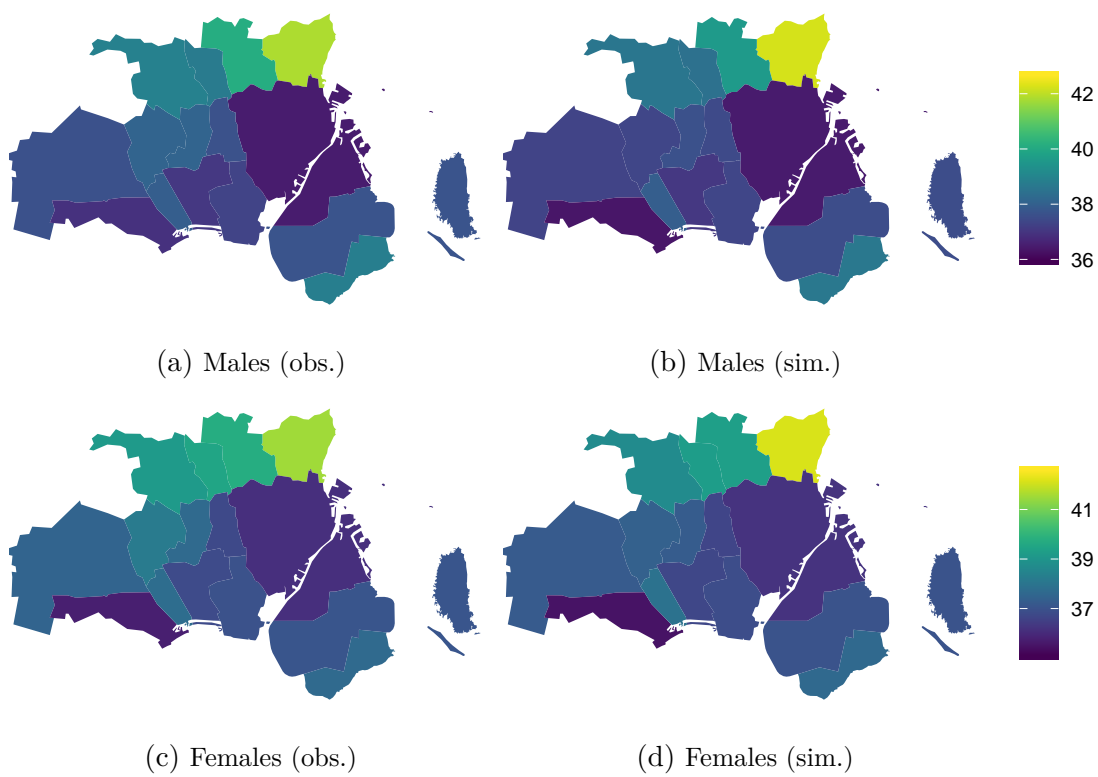 42
40
38
36
(a) Males (obs.)
(b) Males (sim.)
41
39
37
(c) Females (obs.)
(d) Females (sim.)